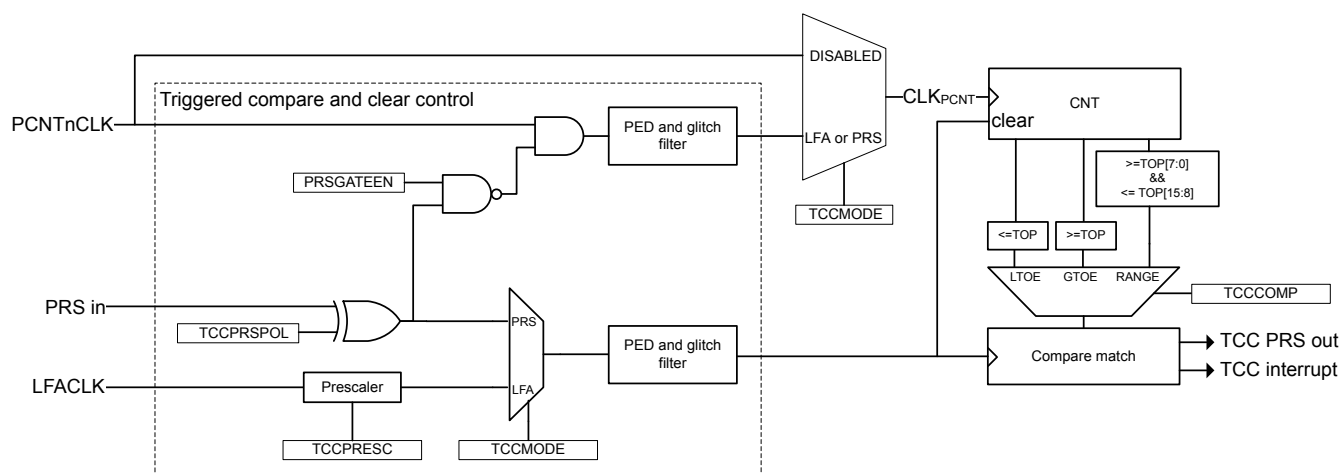 DISABLED
Triggered compare and clear control
PCNTnCLK
PED and glitch
filter
LFA or PRS
CLKPCNT
CNT
clear
PRSGATEEN
TCCMODE
>=TOP[7:0]
&&
<= TOP[15:8]
<=TOP
>=TOP
LTOE
GTOE
RANGE
TCCCOMP
PRS in
TCCPRSPOL
PRS
PED and glitch
filter
Compare match
TCC PRS out
TCC interrupt
LFACLK
Prescaler
LFA
TCCPRESC
TCCMODE